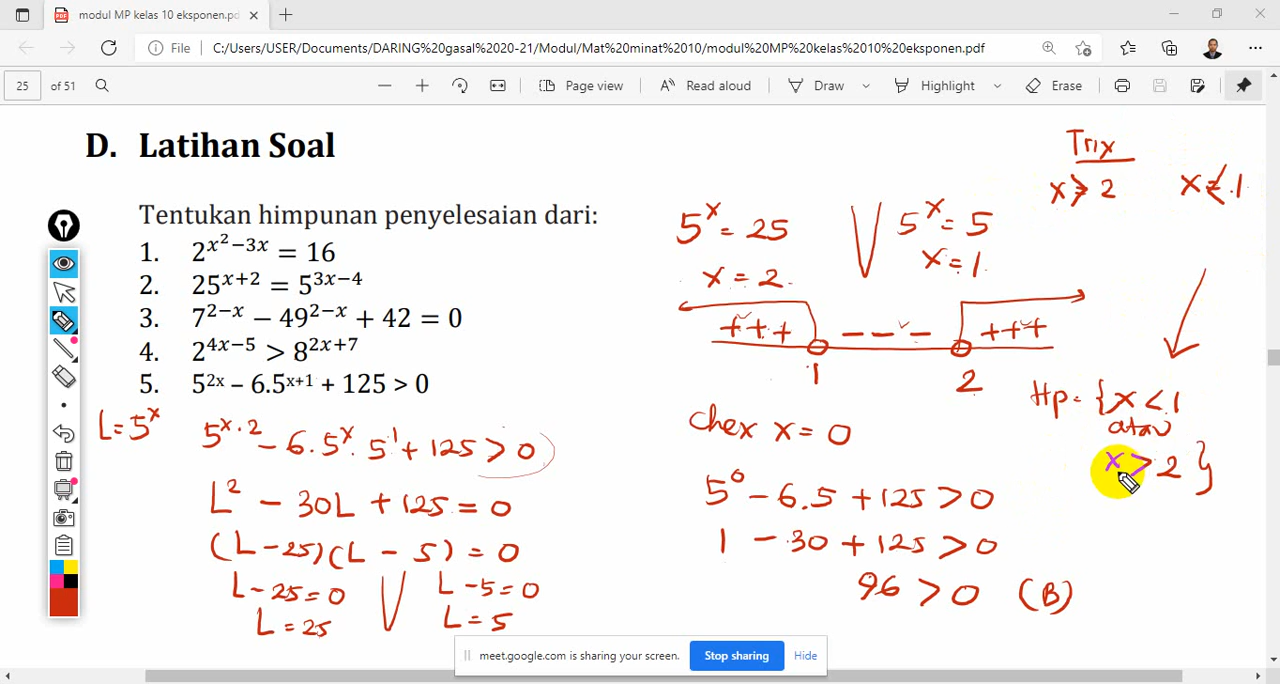 modul MP kelas 10 eksponen.pd
File C:/Users/USER/Documents/DARING%20gasal%2020-21/Modul/Mat%20minat%2010/modul%20MP%20kelas%2010%20eksponen.pdf
25 of 51 Page view Read aloud Draw Highlight Erase
D. Latihan Soal
Tentukan himpunan penyelesaian dari:
1. 2^{x²−3x} = 16
2. 25^{x+2} = 5^{3x−4}
3. 7^{2−x} − 49^{2−x} + 42 = 0
4. 2^{4x−5} > 8^{2x+7}
5. 5^{2x} – 6.5^{x+1} + 125 > 0
L = 5^x
5^{x·2} − 6.5^x. 5^1 + 125 > 0
L² − 30L + 125 = 0
(L − 25)(L − 5) = 0
L − 25 = 0 V L − 5 = 0
L = 25 L = 5
5^x = 25 V 5^x = 5
x = 2 x = 1
+++ − − − +++
1 2
chex x = 0
5^0 − 6.5 + 125 > 0
1 − 30 + 125 > 0
96 > 0 (B)
Trix
x > 2 x < 1
Hp = {x < 1
atau
x > 2 }
meet.google.com is sharing your screen. Stop sharing Hide